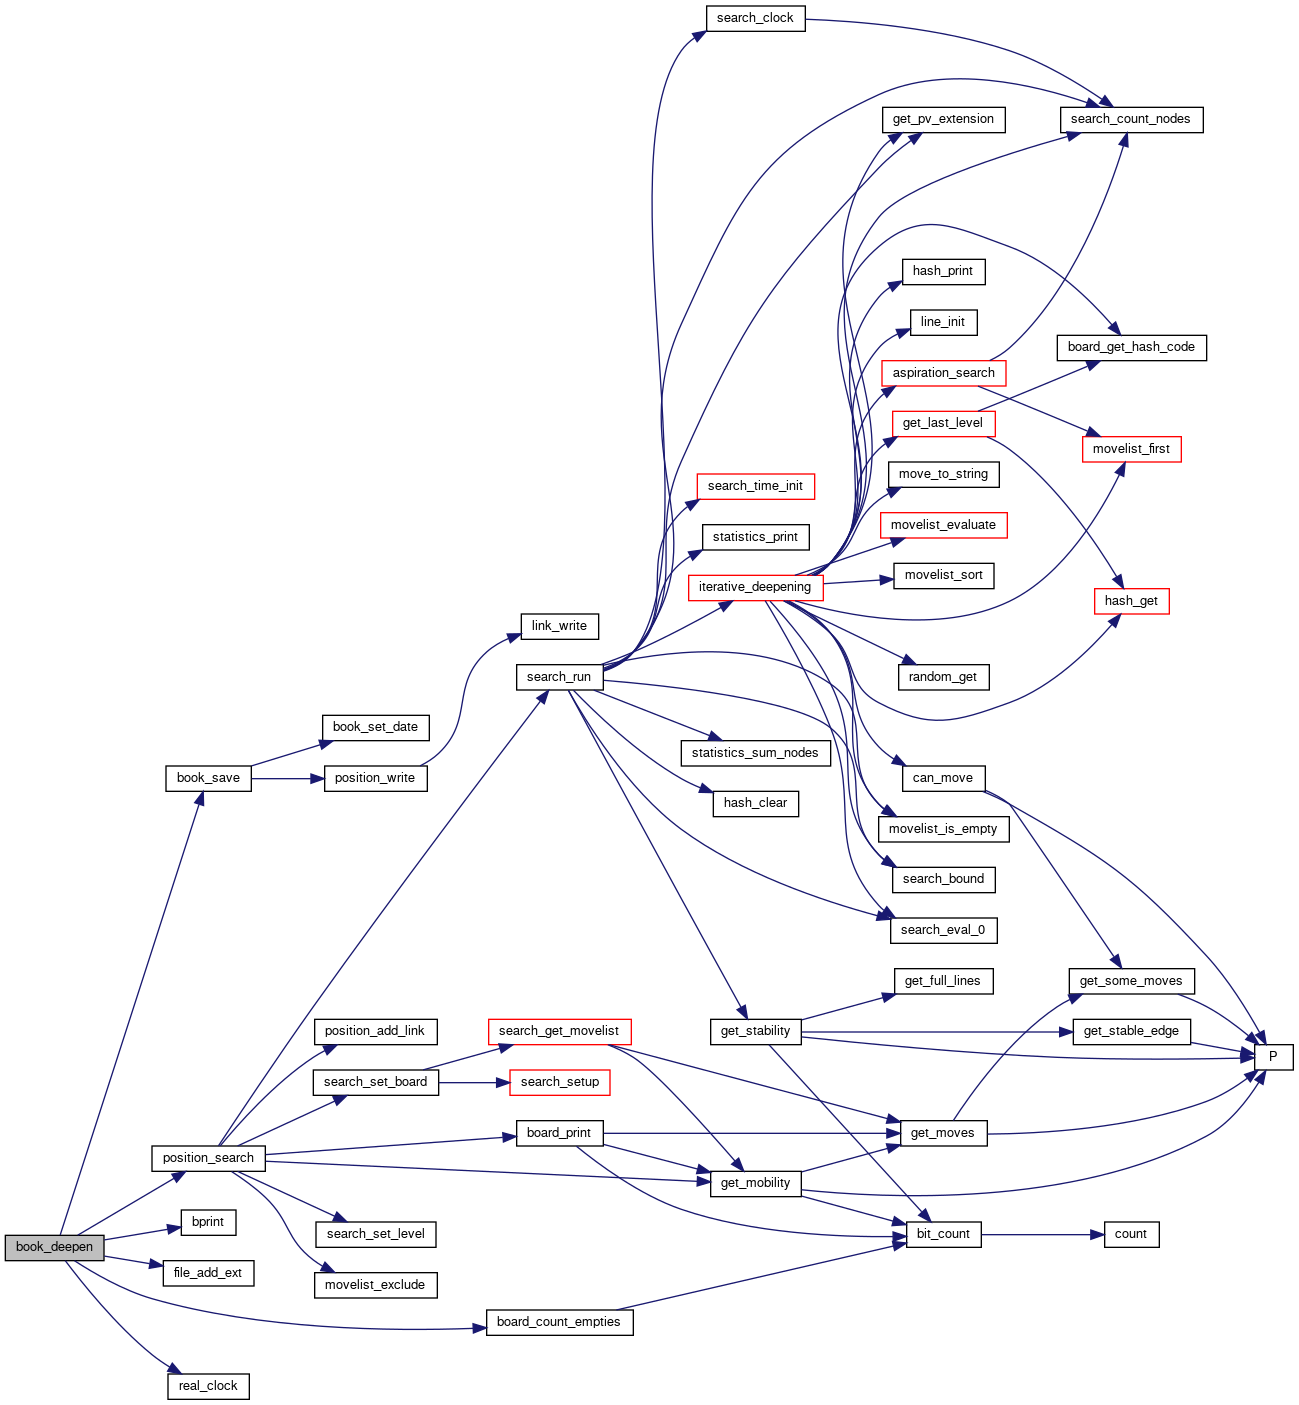 search_clock
get_pv_extension
search_count_nodes
hash_print
line_init
board_get_hash_code
aspiration_search
get_last_level
movelist_first
move_to_string
search_time_init
movelist_evaluate
statistics_print
movelist_sort
iterative_deepening
hash_get
link_write
search_run
random_get
book_set_date
statistics_sum_nodes
book_save
position_write
can_move
hash_clear
movelist_is_empty
search_bound
search_eval_0
get_full_lines
get_some_moves
position_add_link
search_get_movelist
get_stability
get_stable_edge
P
search_set_board
search_setup
board_print
get_moves
position_search
get_mobility
bprint
search_set_level
bit_count
count
book_deepen
file_add_ext
movelist_exclude
board_count_empties
real_clock